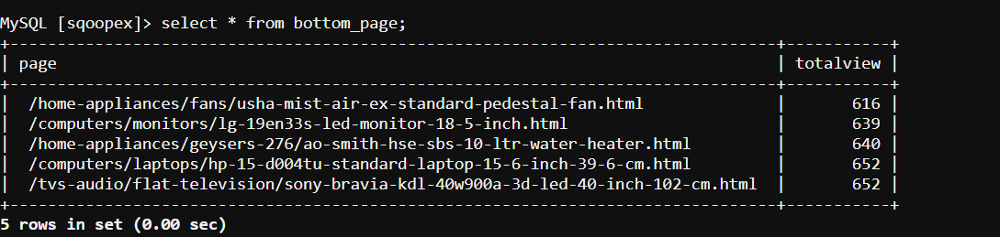 MySQL [sqoopex]> select * from bottom_page;
+---------------------------------------------------------------------------+-----------+
| page                                                                      | totalview |
+---------------------------------------------------------------------------+-----------+
|  /home-appliances/fans/usha-mist-air-ex-standard-pedestal-fan.html        |       616 |
|  /computers/monitors/lg-19en33s-led-monitor-18-5-inch.html                |       639 |
|  /home-appliances/geysers-276/ao-smith-hse-sbs-10-ltr-water-heater.html   |       640 |
|  /computers/laptops/hp-15-d004tu-standard-laptop-15-6-inch-39-6-cm.html   |       652 |
|  /tvs-audio/flat-television/sony-bravia-kdl-40w900a-3d-led-40-inch-102-cm.html  |       652 |
+---------------------------------------------------------------------------+-----------+
5 rows in set (0.00 sec)